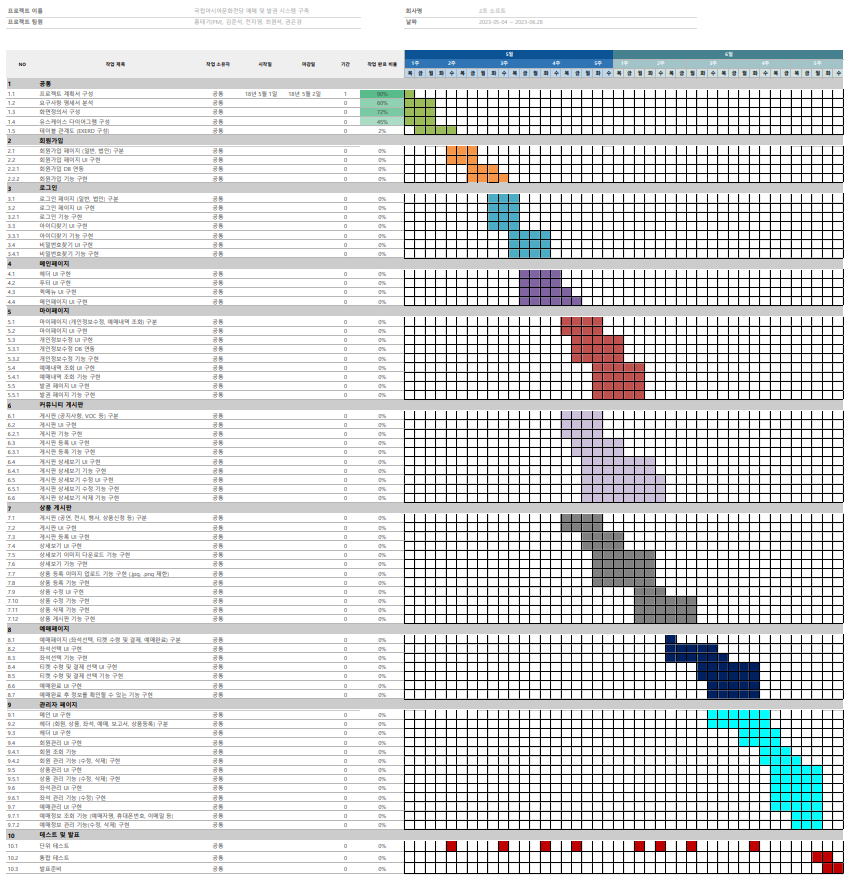 프로젝트 이름 국립아시아문화전당 예매 및 발권 시스템 구축 회사명 2조 소프트
프로젝트 팀원 홍태기(PM), 김준석, 전지영, 최원석, 권은경 날짜 2023-05-04 ~ 2023-06.28
5월 6월
1주 2주 3주 4주 5주 1주 2주 3주 4주 5주
NO 작업 제목 작업 소유자 시작일 마감일 기간 작업 완료 비율
목 금 월 화 수 목 금 월 화 수 목 금 월 화 수 목 금 월 화 수 목 금 월 화 수 목 금 월 화 수 목 금 월 화 수 목 금 월 화 수 목 수
1 공통
1.1 프로젝트 계획서 구성 공통 18년 5월 1일 18년 5월 2일 1 90%
1.2 요구사항 명세서 분석 공통 0 60%
1.3 화면정의서 구성 공통 0 72%
1.4 유스케이스 다이어그램 구성 공통 0 45%
1.5 테이블 관계도 (EXERD 구성) 공통 0 2%
2 회원가입
2.1 회원가입 페이지 (일반, 법인) 구분 공통 0 0%
2.2 회원가입 페이지 UI 구현 공통 0 0%
2.2.1 회원가입 DB 연동 공통 0 0%
2.2.2 회원가입 기능 구현 공통 0 0%
3 로그인
3.1 로그인 페이지 (일반, 법인) 구분 공통 0 0%
3.2 로그인 페이지 UI 구현 공통 0 0%
3.2.1 로그인 기능 구현 공통 0 0%
3.3 아이디찾기 UI 구현 공통 0 0%
3.3.1 아이디찾기 기능 구현 공통 0 0%
3.4 비밀번호찾기 UI 구현 공통 0 0%
3.4.1 비밀번호찾기 기능 구현 공통 0 0%
4 메인페이지
4.1 헤더 UI 구현 공통 0 0%
4.2 푸터 UI 구현 공통 0 0%
4.3 퀵메뉴 UI 구현 공통 0 0%
4.4 메인페이지 UI 구현 공통 0 0%
5 마이페이지
5.1 마이페이지 (개인정보수정, 예매내역 조회) 구분 공통 0 0%
5.2 마이페이지 UI 구현 공통 0 0%
5.3 개인정보수정 UI 구현 공통 0 0%
5.3.1 개인정보수정 DB 연동 공통 0 0%
5.3.2 개인정보수정 기능 구현 공통 0 0%
5.4 예매내역 조회 UI 구현 공통 0 0%
5.4.1 예매내역 조회 기능 구현 공통 0 0%
5.5 발권 페이지 UI 구현 공통 0 0%
5.5.1 발권 페이지 기능 구현 공통 0 0%
6 커뮤니티 게시판
6.1 게시판 (공지사항, VOC 등) 구분 공통 0 0%
6.2 게시판 UI 구현 공통 0 0%
6.2.1 게시판 기능 구현 공통 0 0%
6.3 게시판 등록 UI 구현 공통 0 0%
6.3.1 게시판 등록 기능 구현 공통 0 0%
6.4 게시판 상세보기 UI 구현 공통 0 0%
6.4.1 게시판 상세보기 기능 구현 공통 0 0%
6.5 게시판 상세보기 수정 UI 구현 공통 0 0%
6.5.1 게시판 상세보기 수정 기능 구현 공통 0 0%
6.6 게시판 상세보기 삭제 기능 구현 공통 0 0%
7 상품 게시판
7.1 게시판 (공연, 전시, 행사, 상품신청 등) 구분 공통 0 0%
7.2 게시판 UI 구현 공통 0 0%
7.3 게시판 등록 UI 구현 공통 0 0%
7.4 상세보기 UI 구현 공통 0 0%
7.5 상세보기 이미지 다운로드 기능 구현 공통 0 0%
7.6 상세보기 기능 구현 공통 0 0%
7.7 상품 등록 이미지 업로드 기능 구현 (.jpg, .png 제한) 공통 0 0%
7.8 상품 등록 기능 구현 공통 0 0%
7.9 상품 수정 UI 구현 공통 0 0%
7.10 상품 수정 기능 구현 공통 0 0%
7.11 상품 삭제 기능 구현 공통 0 0%
7.12 상품 게시판 기능 구현 공통 0 0%
8 예매페이지
8.1 예매페이지 (좌석선택, 티켓 수령 및 결제, 예매완료) 구분 공통 0 0%
8.2 좌석선택 UI 구현 공통 0 0%
8.3 좌석선택 기능 구현 공통 0 0%
8.4 티켓 수령 및 결제 선택 UI 구현 공통 0 0%
8.5 티켓 수령 및 결제 선택 기능 구현 공통 0 0%
8.6 예매완료 UI 구현 공통 0 0%
8.7 예매완료 후 정보를 확인할 수 있는 기능 구현 공통 0 0%
9 관리자 페이지
9.1 메인 UI 구현 공통 0 0%
9.2 헤더 (회원, 상품, 좌석, 예매, 보고서, 상품등록) 구분 공통 0 0%
9.3 헤더 UI 구현 공통 0 0%
9.4 회원관리 UI 구현 공통 0 0%
9.4.1 회원 조회 기능 공통 0 0%
9.4.2 회원 관리 기능 (수정, 삭제) 구현 공통 0 0%
9.5 상품관리 UI 구현 공통 0 0%
9.5.1 상품 관리 기능 (수정, 삭제) 구현 공통 0 0%
9.6 좌석관리 UI 구현 공통 0 0%
9.6.1 좌석 관리 기능 (수정) 구현 공통 0 0%
9.7 예매관리 UI 구현 공통 0 0%
9.7.1 예매정보 조회 기능 (예매자명, 휴대폰번호, 이메일 등) 공통 0 0%
9.7.2 예매정보 관리 기능(수정, 삭제) 구현 공통 0 0%
10 테스트 및 발표
10.1 단위 테스트 공통 0 0%
10.2 통합 테스트 공통 0 0%
10.3 발표준비 공통 0 0%